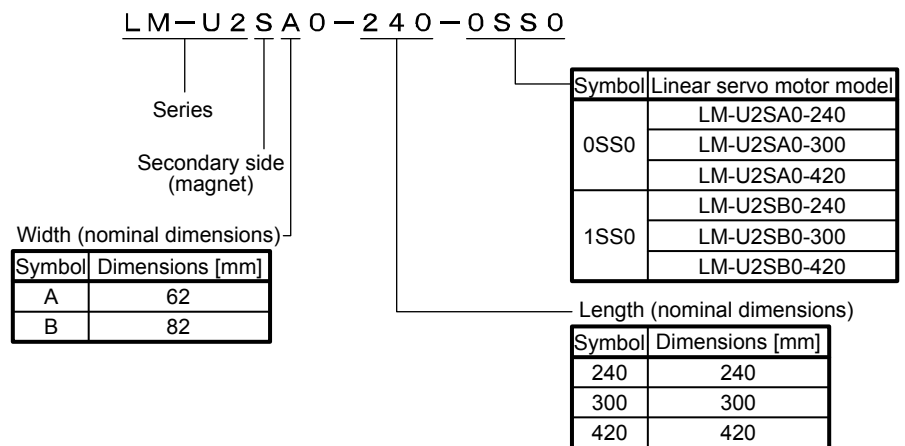 LM-U2SA0-240-0SS0
Series
Secondary side
(magnet)
Width (nominal dimensions)
Symbol Dimensions [mm]
A 62
B 82
Symbol Linear servo motor model
0SS0
LM-U2SA0-240
LM-U2SA0-300
LM-U2SA0-420
1SS0
LM-U2SB0-240
LM-U2SB0-300
LM-U2SB0-420
Length (nominal dimensions)
Symbol Dimensions [mm]
240 240
300 300
420 420